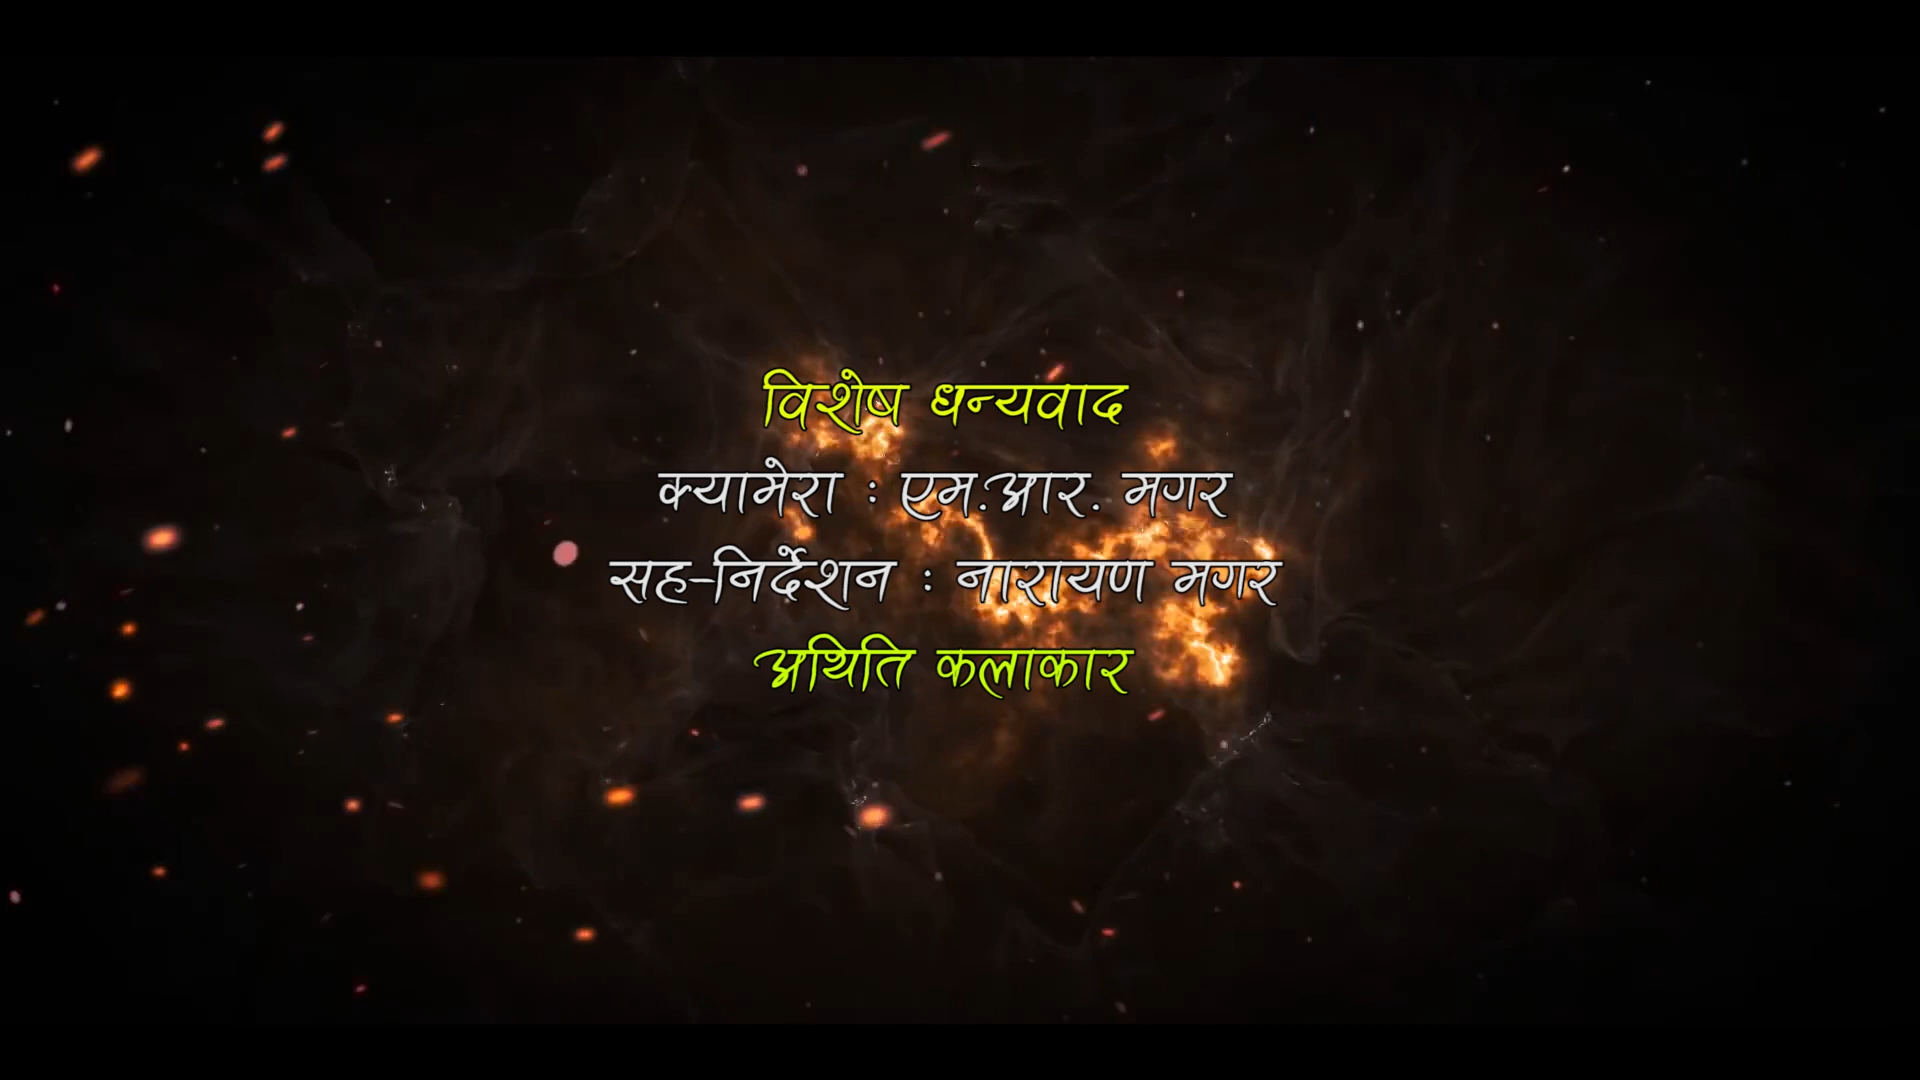 विशेष धन्यवाद
क्यामेरा : एम.आर. मगर
सह-निर्देशन : नारायण मगर
अथिति कलाकार